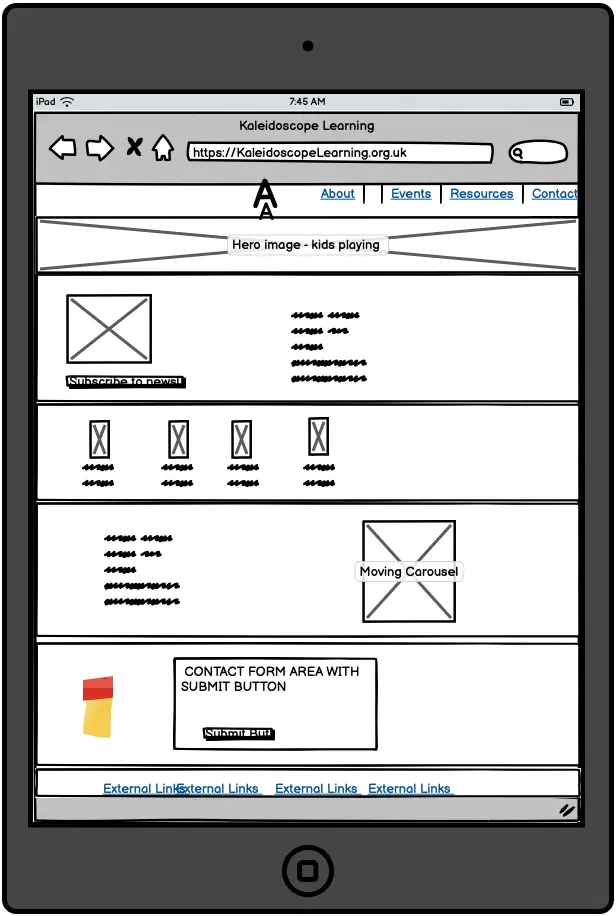 iPad 7:45 AM
Kaleidoscope Learning
https://KaleidoscopeLearning.org.uk
A
A
About Events Resources Contact
Hero image - kids playing
Subscribe to news!
Moving Carousel
CONTACT FORM AREA WITH
SUBMIT BUTTON
Submit But
External Links External Links External Links External Links